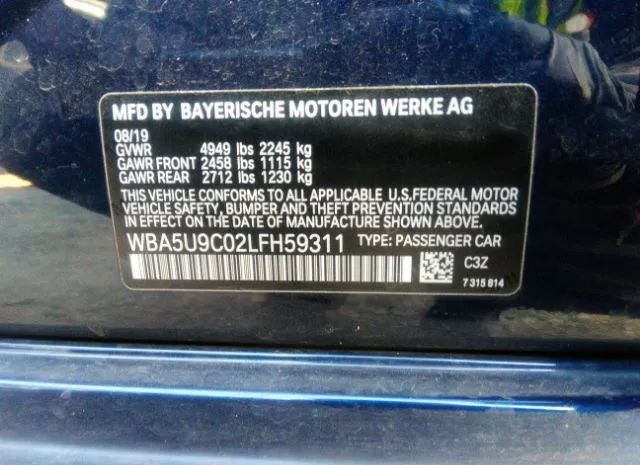 MFD BY BAYERISCHE MOTOREN WERKE AG
08/19
GVWR 4949 lbs 2245 kg
GAWR FRONT 2458 lbs 1115 kg
GAWR REAR 2712 lbs 1230 kg
THIS VEHICLE CONFORMS TO ALL APPLICABLE U.S. FEDERAL MOTOR
VEHICLE SAFETY, BUMPER, AND THEFT PREVENTION STANDARDS
IN EFFECT ON THE DATE OF MANUFACTURE SHOWN ABOVE.
WBA5U9C02LFH59311 TYPE: PASSENGER CAR
C3Z
7 315 814